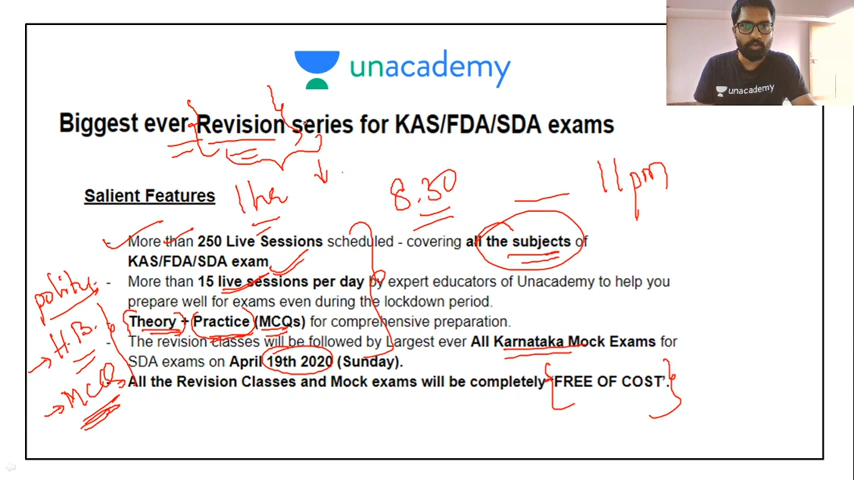 unacademy
unacademy
Biggest ever Revision series for KAS/FDA/SDA exams
Salient Features
1hr
8.30 — 11pm
- More than 250 Live Sessions scheduled - covering all the subjects of
KAS/FDA/SDA exam.
- More than 15 live sessions per day by expert educators of Unacademy to help you
prepare well for exams even during the lockdown period.
- Theory + Practice (MCQs) for comprehensive preparation.
- The revision classes will be followed by Largest ever All Karnataka Mock Exams for
SDA exams on April 19th 2020 (Sunday).
- All the Revision Classes and Mock exams will be completely 'FREE OF COST'.
polity
→ H.B.
→ MCQ